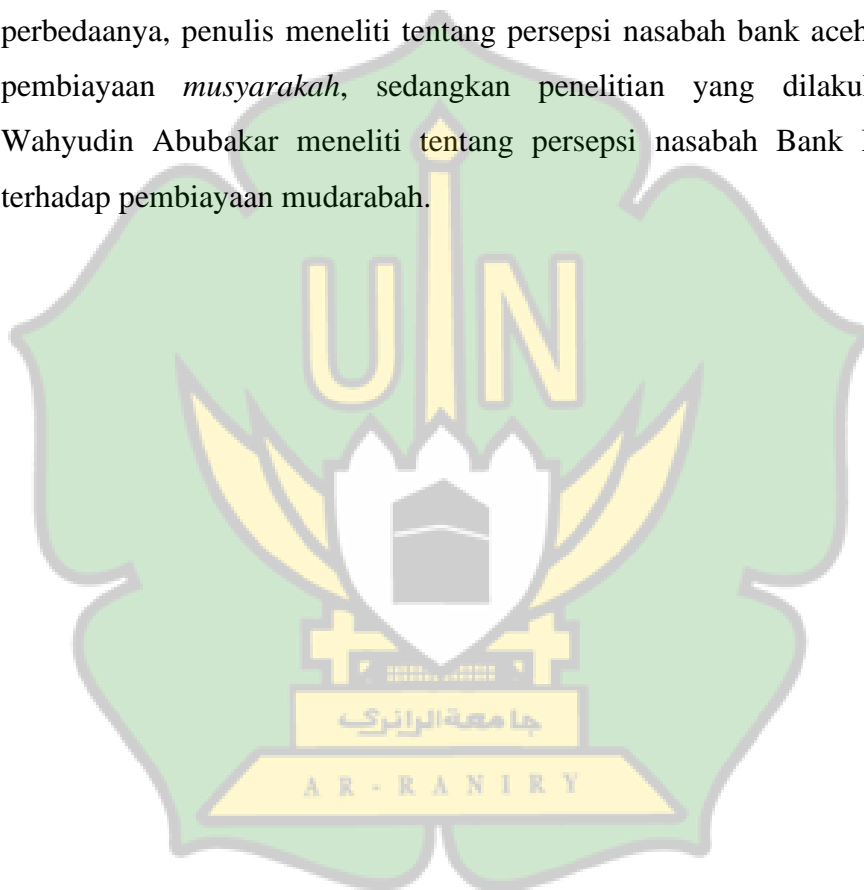 perbedaanya, penulis meneliti tentang persepsi nasabah bank aceh
pembiayaan musyarakah, sedangkan penelitian yang
Wahyudin Abubakar meneliti tentang persepsi nasabah Bank
terhadap pembiayaan mudarabah.
UIN
جامعة الرانري
AR-RANIRY